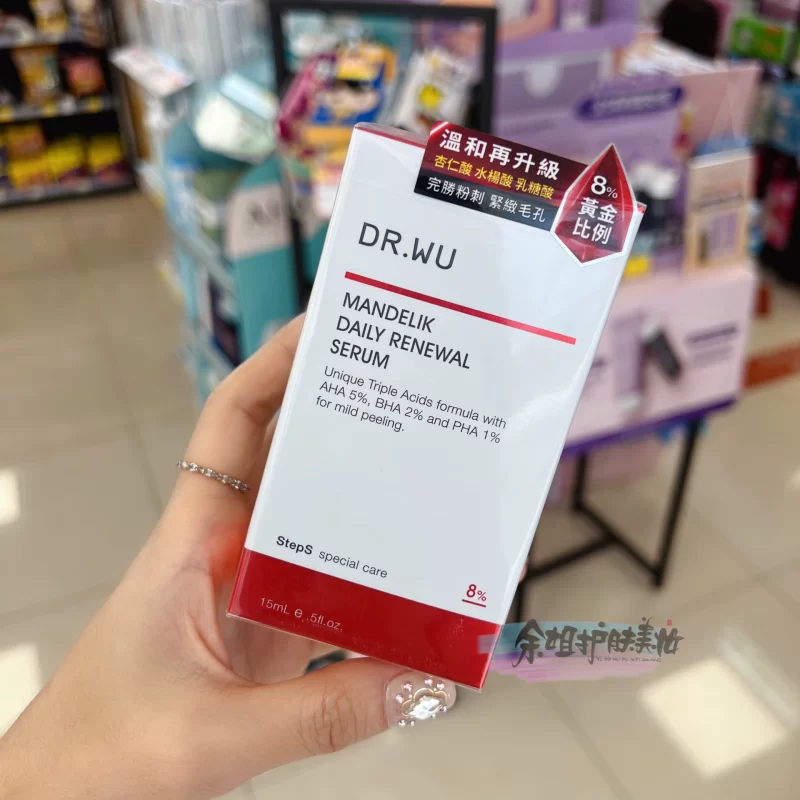 溫和再升級
杏仁酸 水楊酸 乳糖酸
完勝粉刺 緊緻毛孔
8%
黃金
比例
DR.WU
MANDELIK
DAILY RENEWAL
SERUM
Unique Triple Acids formula with
AHA 5%, BHA 2% and PHA 1%
for mild peeling.
StepS special care
8%
15mL e .5fl.oz.
余姐护肤美妆